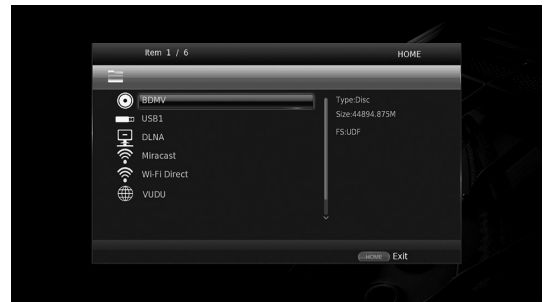 Item 1 / 6 HOME
BDMV
USB1
DLNA
Miracast
Wi-Fi Direct
VUDU
Type:Disc
Size:44894.875M
FS:UDF
HOME Exit